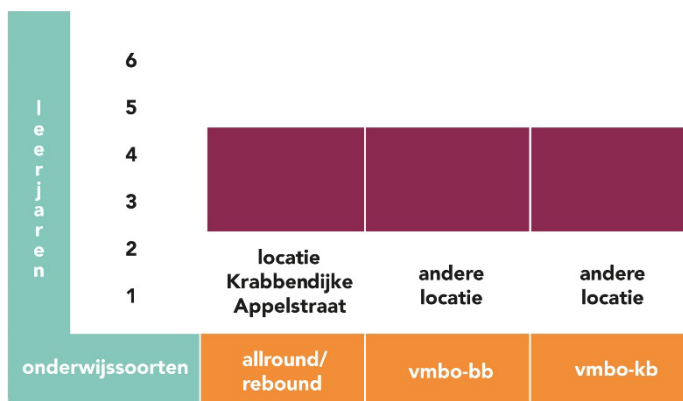 leerjaren
6
5
4
3
2
1
locatie
Krabbendijke
Appelstraat
andere
locatie
andere
locatie
onderwijssoorten
allround/
rebound
vmbo-bb
vmbo-kb